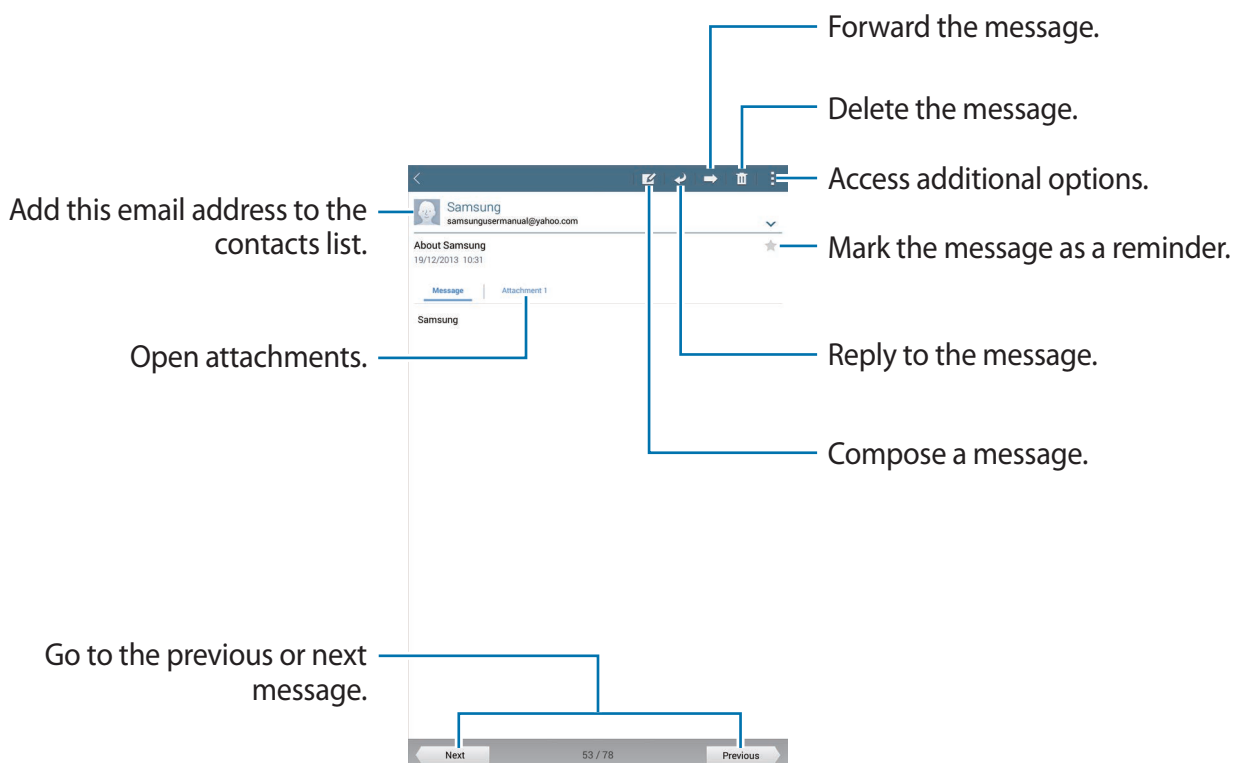 Forward the message.
Delete the message.
Access additional options.
Add this email address to the
contacts list.
Samsung
samsungusermanual@yahoo.com
Mark the message as a reminder.
About Samsung
19/12/2013 10:31
Message
Attachment 1
Samsung
Open attachments.
Reply to the message.
Compose a message.
Go to the previous or next
message.
Next
53 / 78
Previous